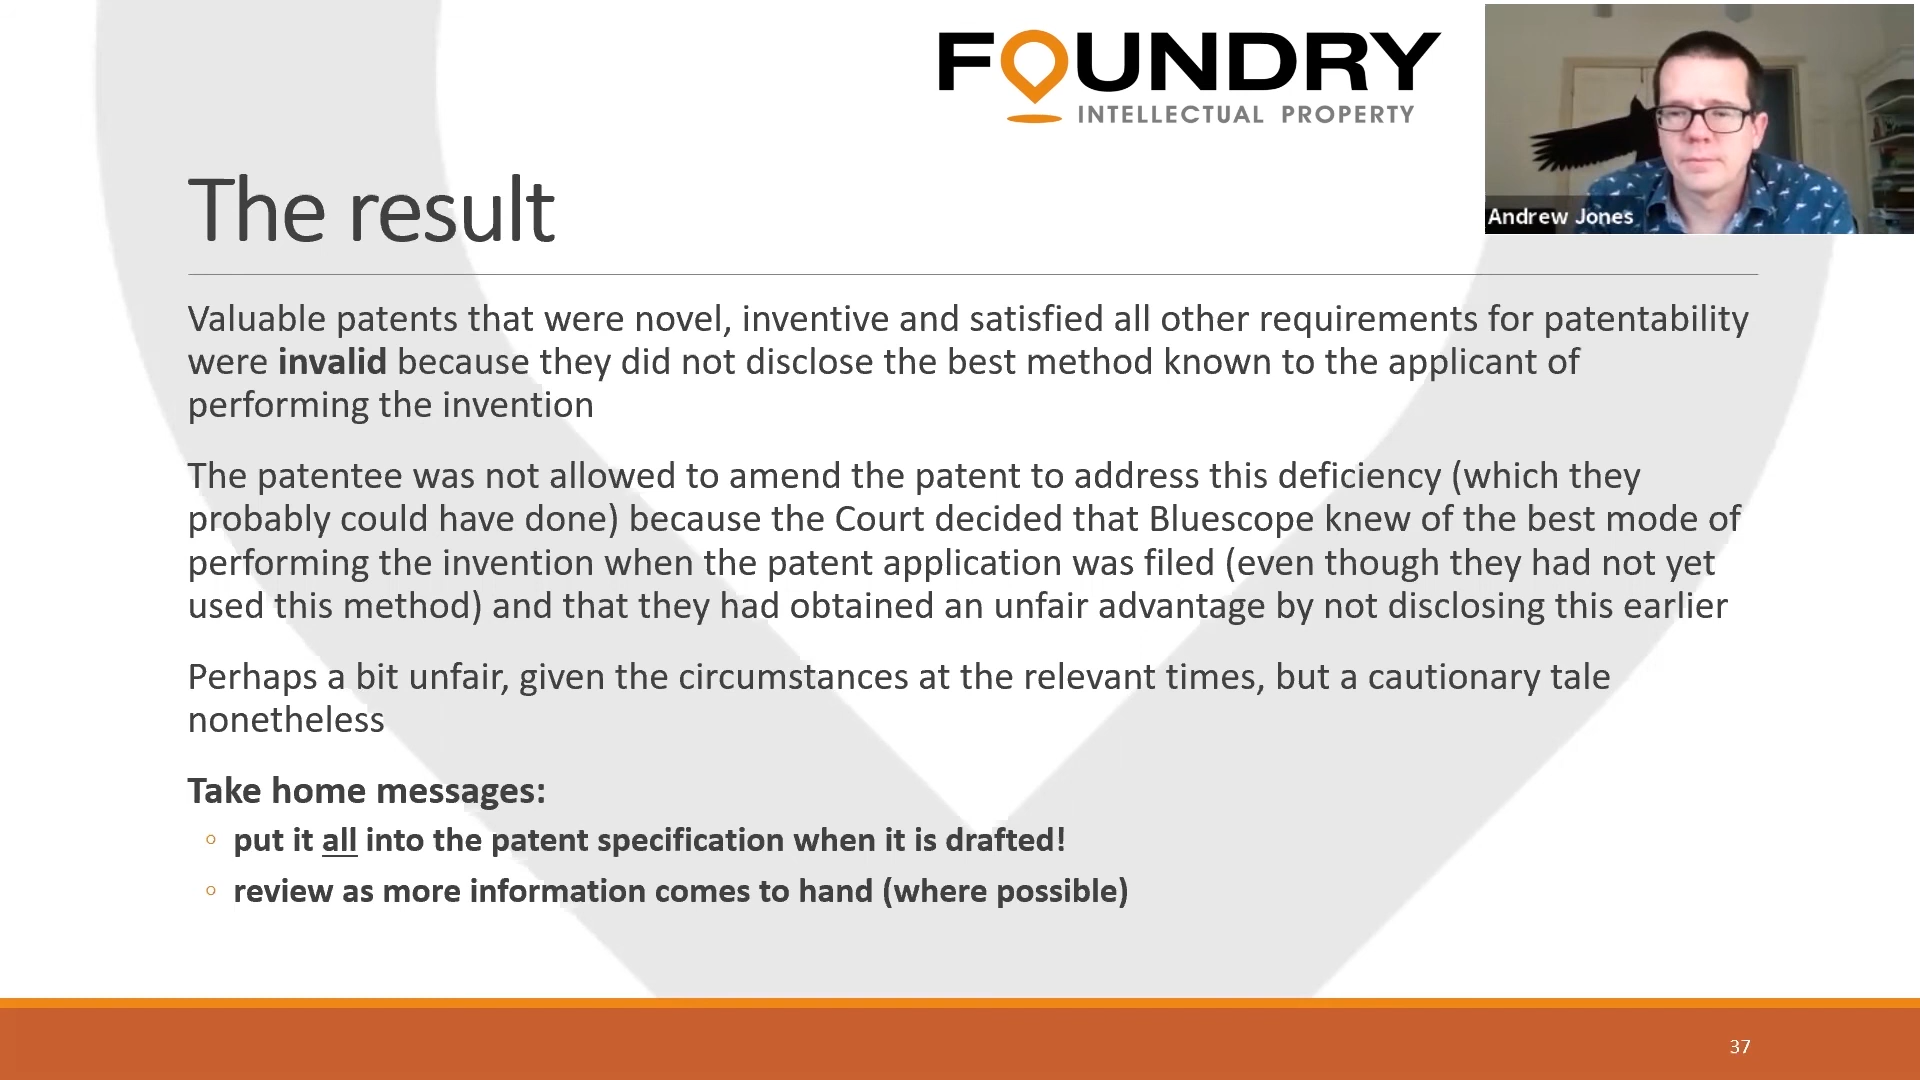 FOUNDRY
INTELLECTUAL PROPERTY
Andrew Jones
The result
Valuable patents that were novel, inventive and satisfied all other requirements for patentability
were invalid because they did not disclose the best method known to the applicant of
performing the invention
The patentee was not allowed to amend the patent to address this deficiency (which they
probably could have done) because the Court decided that Bluescope knew of the best mode of
performing the invention when the patent application was filed (even though they had not yet
used this method) and that they had obtained an unfair advantage by not disclosing this earlier
Perhaps a bit unfair, given the circumstances at the relevant times, but a cautionary tale
nonetheless
Take home messages:
◦ put it all into the patent specification when it is drafted!
◦ review as more information comes to hand (where possible)
37